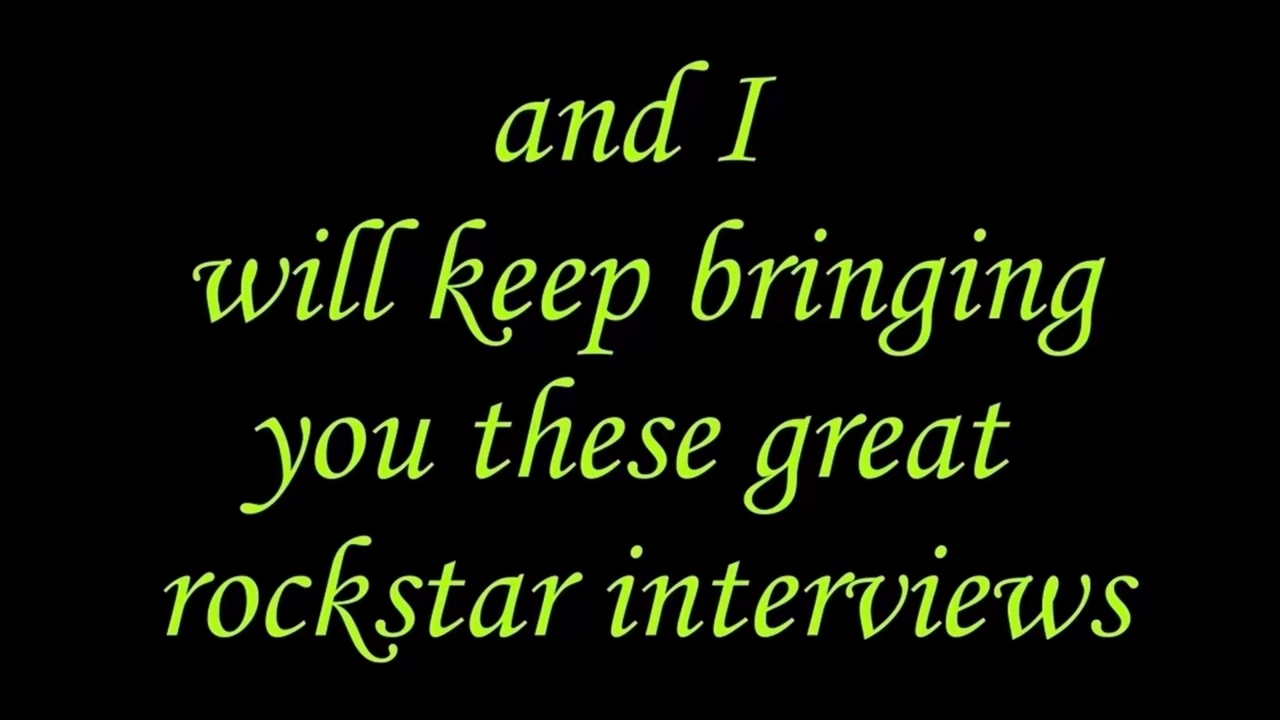 and I
will keep bringing
you these great
rockstar interviews